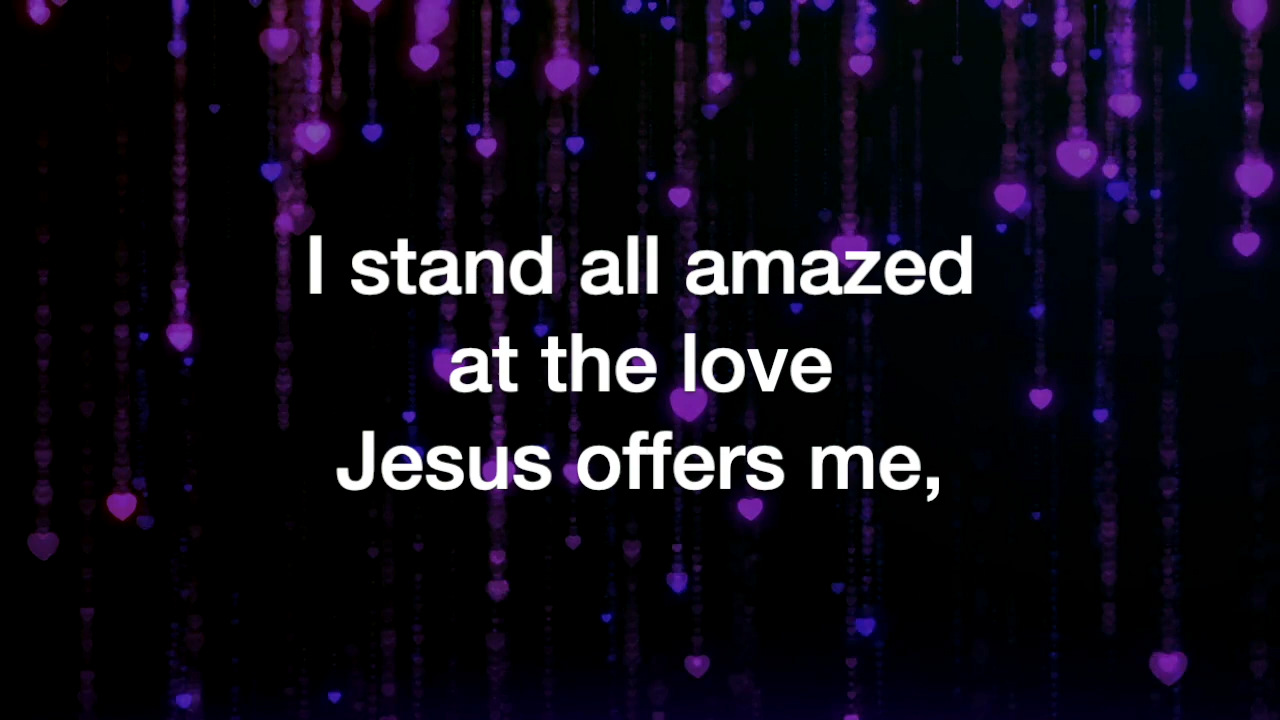 I stand all amazed
at the love
Jesus offers me,